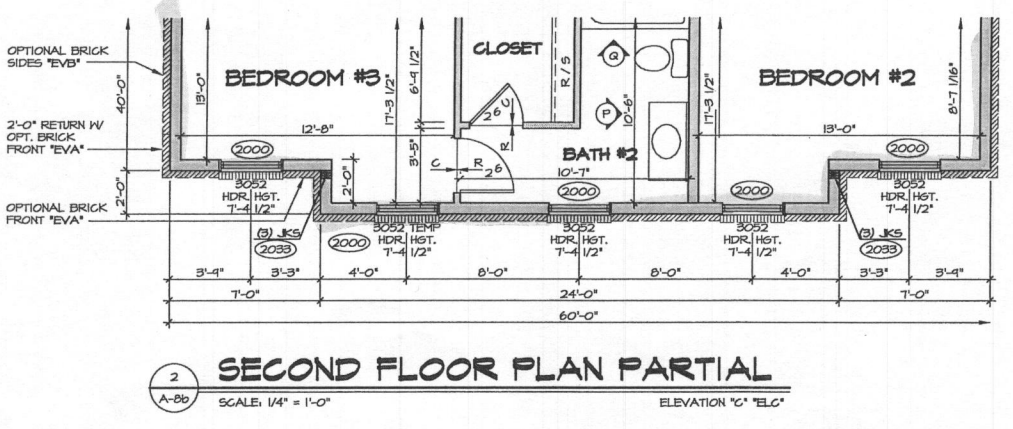 OPTIONAL BRICK
SIDES "EVB"
2'-0" RETURN W/
OPT. BRICK
FRONT "EVA"
OPTIONAL BRICK
FRONT "EVA"
40'-0"
2'-0"
13'-0"
BEDROOM #3
12'-8"
17'-3 1/2"
6'-4 1/2"
3'-5"
CLOSET
R / S
2 6
C
R
C
R
2 6
Q
P
10'-6"
BATH #2
10'-7"
17'-3 1/2"
BEDROOM #2
8'-7 1/16"
13'-0"
2000
3052
HDR. HGT.
7'-4 1/2"
2'-0"
(3) JKS
2033
2000
3052 TEMP
HDR. HGT.
7'-4 1/2"
2000
3052
HDR. HGT.
7'-4 1/2"
2000
3052
HDR. HGT.
7'-4 1/2"
(3) JKS
2033
2000
3052
HDR. HGT.
7'-4 1/2"
3'-9" 3'-3" 4'-0" 8'-0" 8'-0" 4'-0" 3'-3" 3'-9"
7'-0" 24'-0" 7'-0"
60'-0"
2
A-8b
SECOND FLOOR PLAN PARTIAL
SCALE: 1/4" = 1'-0"
ELEVATION "C" "ELC"